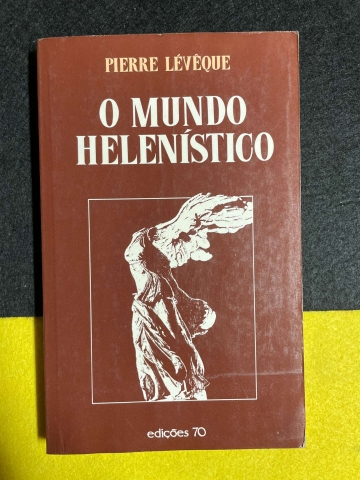 PIERRE LÉVÊQUE
O MUNDO
HELENÍSTICO
edições 70